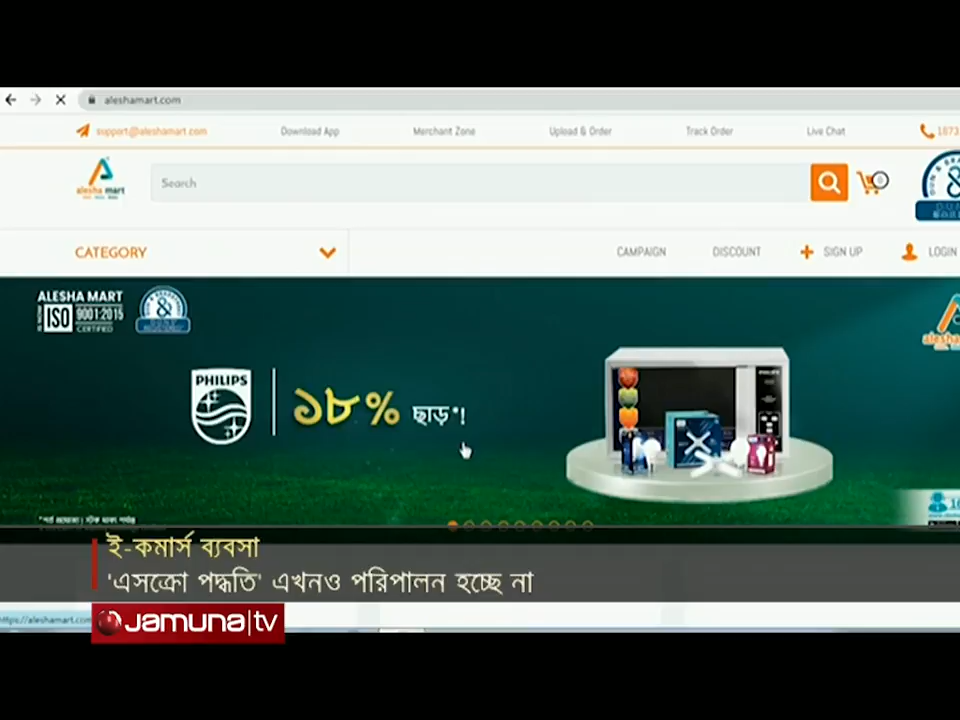 aleshamart.com
support@aleshamart.com Download App Merchant Zone Upload & Order Track Order Live Chat
alesha mart Search
CATEGORY CAMPAIGN DISCOUNT SIGN UP LOGIN
ALESHA MART
ISO 9001:2015
CERTIFIED
PHILIPS ১৮% ছাড়*!
PHILIPS
ই-কমার্স ব্যবসা
'এসক্রো পদ্ধতি' এখনও পরিপালন হচ্ছে না
https://aleshamart.com
Jamuna|tv